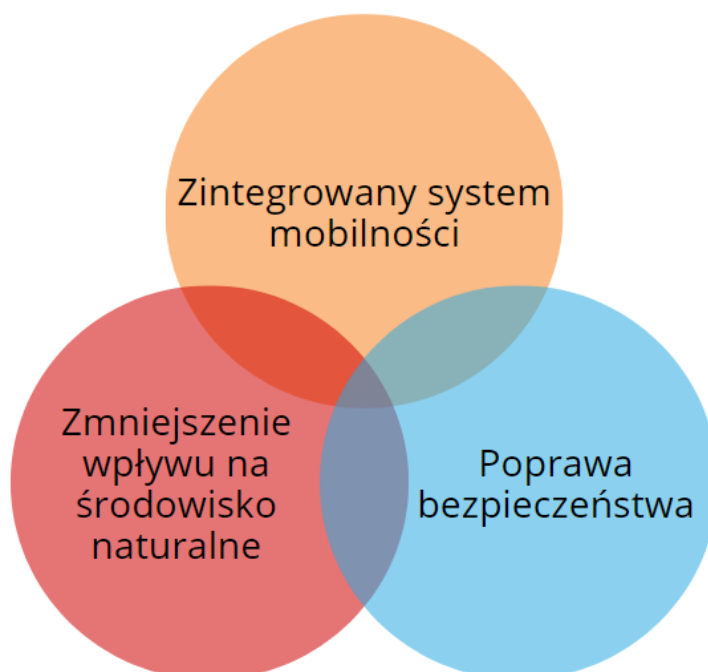 Zintegrowany system
mobilności
Zmniejszenie
wpływu na
środowisko
naturalne
Poprawa
bezpieczeństwa